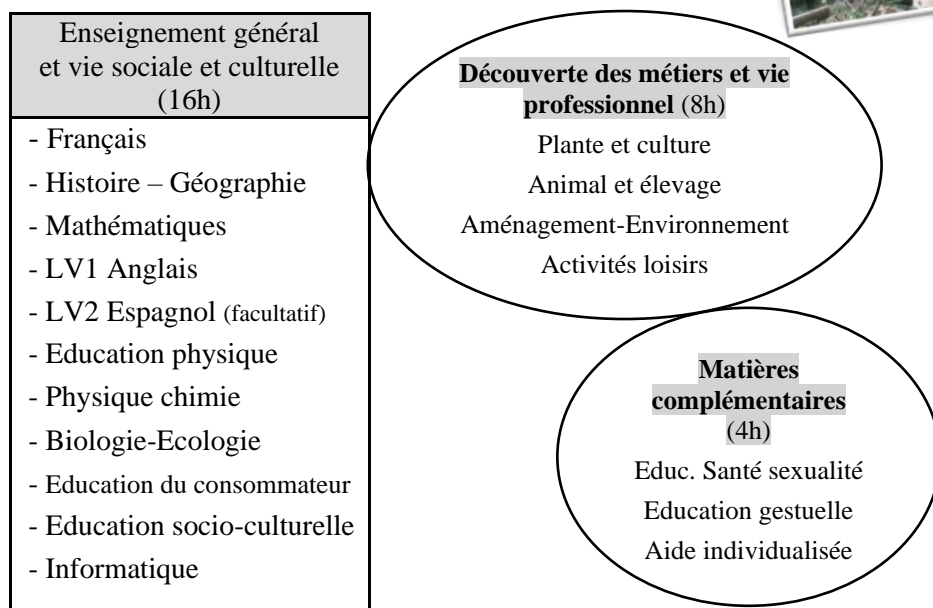 Enseignement général
et vie sociale et culturelle
(16h)
- Français
- Histoire – Géographie
- Mathématiques
- LV1 Anglais
- LV2 Espagnol (facultatif)
- Education physique
- Physique chimie
- Biologie-Ecologie
- Education du consommateur
- Education socio-culturelle
- Informatique
Découverte des métiers et vie
professionnel (8h)
Plante et culture
Animal et élevage
Aménagement-Environnement
Activités loisirs
Matières
complémentaires
(4h)
Educ. Santé sexualité
Education gestuelle
Aide individualisée